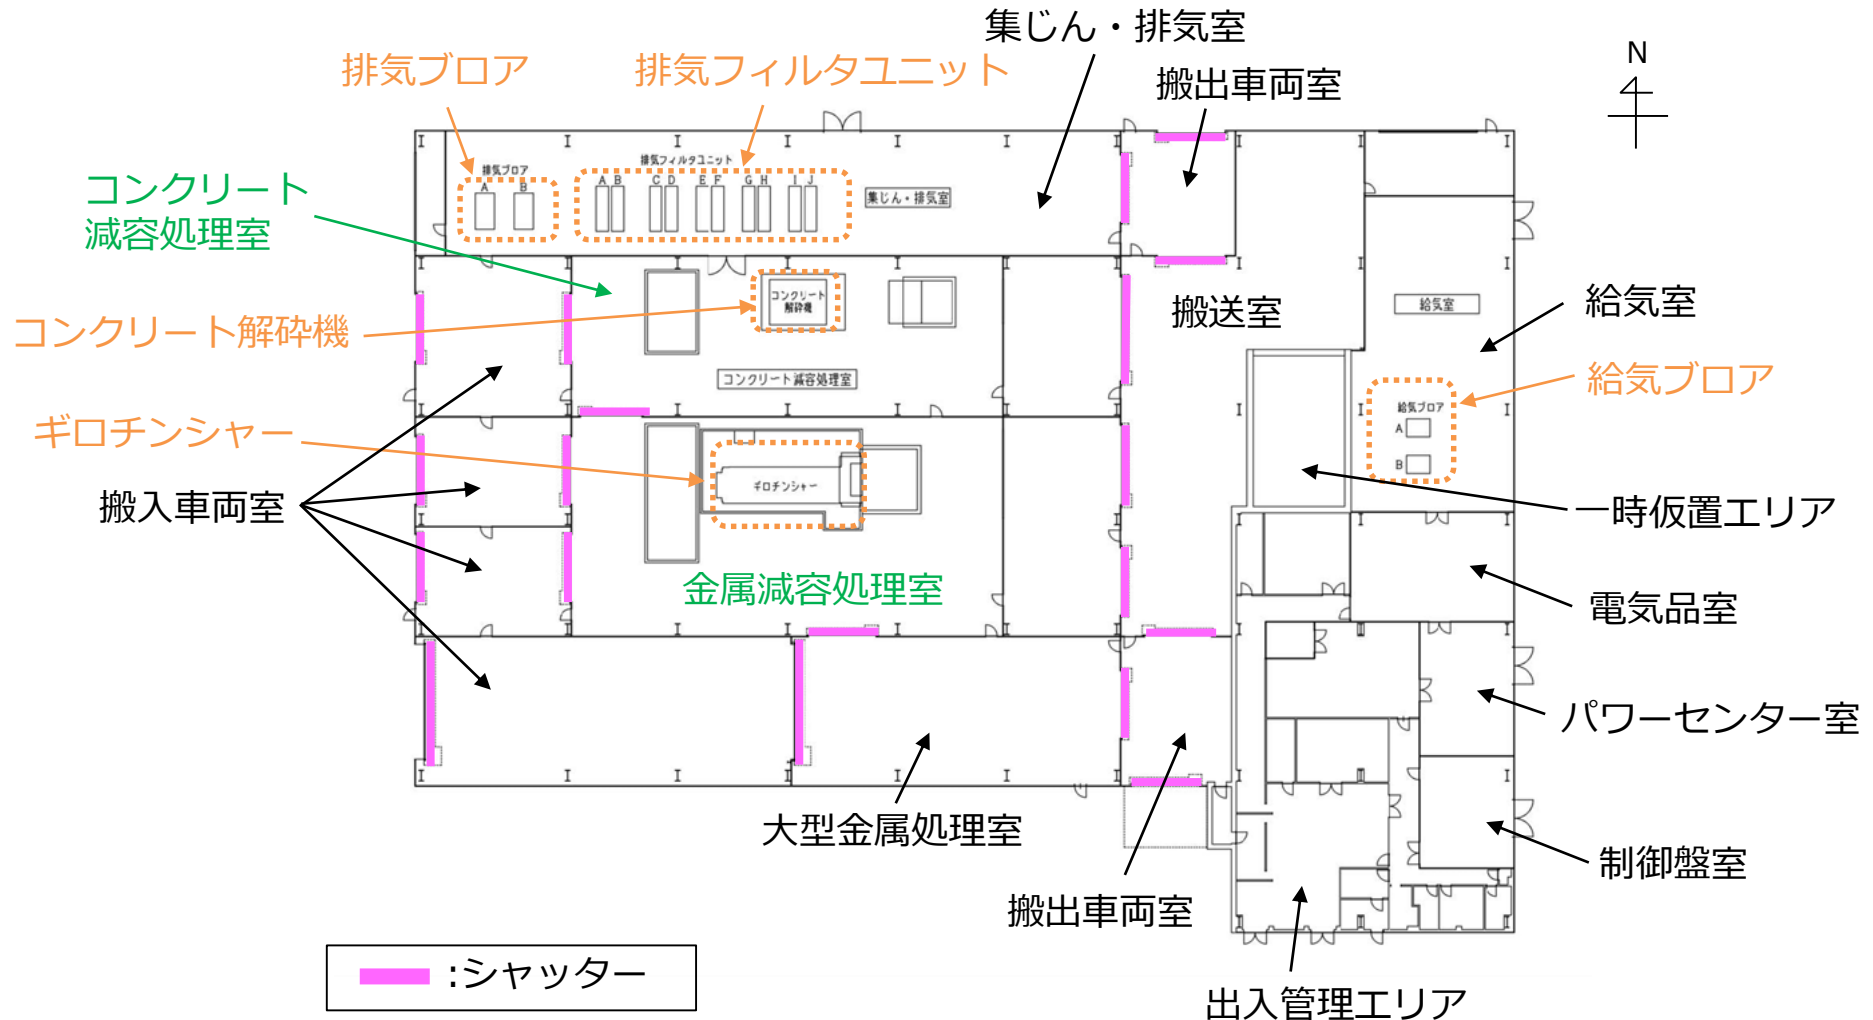 集じん・排気室
N
排気ブロア
排気フィルタユニット
搬出車両室
排気フィルタユニット
排気ブロア
A B
A B C D E F G H I J
集じん・排気室
コンクリート
減容処理室
コンクリート
解砕機
搬送室
給気室
給気室
コンクリート解砕機
コンクリート減容処理室
給気ブロア
給気ブロア
A
B
ギロチンシャー
ギロチンシャー
搬入車両室
一時仮置エリア
金属減容処理室
電気品室
パワーセンター室
大型金属処理室
制御盤室
搬出車両室
:シャッター
出入管理エリア